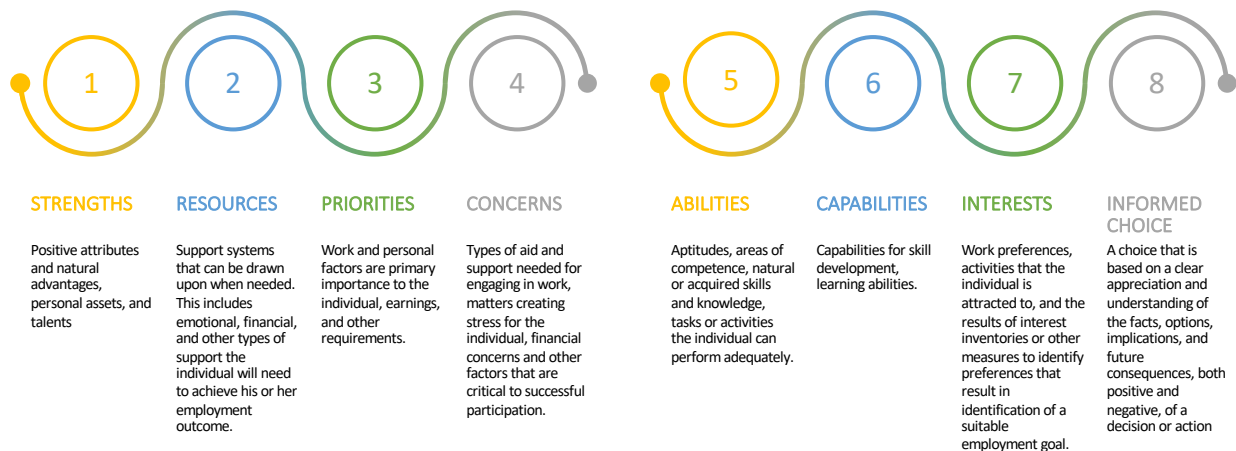 1
2
3
4
5
6
7
8
STRENGTHS
Positive attributes
and natural
advantages,
personal assets, and
talents
RESOURCES
Support systems
that can be drawn
upon when needed.
This includes
emotional, financial,
and other types of
support the
individual will need
to achieve his or her
employment
outcome.
PRIORITIES
Work and personal
factors are primary
importance to the
individual, earnings,
and other
requirements.
CONCERNS
Types of aid and
support needed for
engaging in work,
matters creating
stress for the
individual, financial
concerns and other
factors that are
critical to successful
participation.
ABILITIES
Aptitudes, areas of
competence, natural
or acquired skills
and knowledge,
tasks or activities
the individual can
perform adequately.
CAPABILITIES
Capabilities for skill
development,
learning abilities.
INTERESTS
Work preferences,
activities that the
individual is
attracted to, and the
results of interest
inventories or other
measures to identify
preferences that
result in
identification of a
suitable
employment goal.
INFORMED
CHOICE
A choice that is
based on a clear
appreciation and
understanding of
the facts, options,
implications, and
future
consequences, both
positive and
negative, of a
decision or action